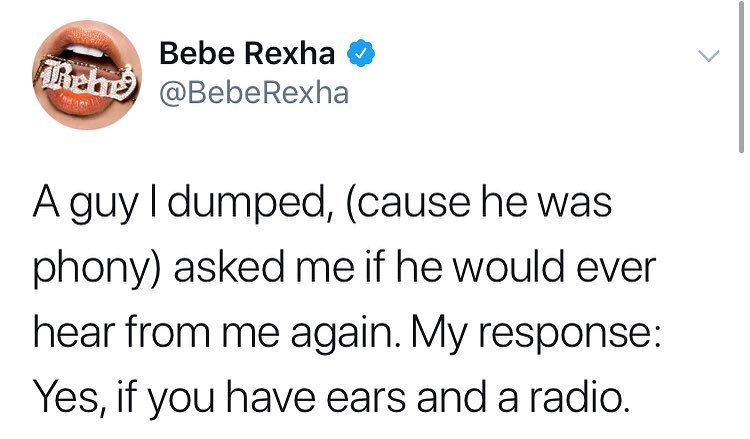 Bebe Rexha
@BebeRexha
Bebe
A guy I dumped, (cause he was
phony) asked me if he would ever
hear from me again. My response:
Yes, if you have ears and a radio.